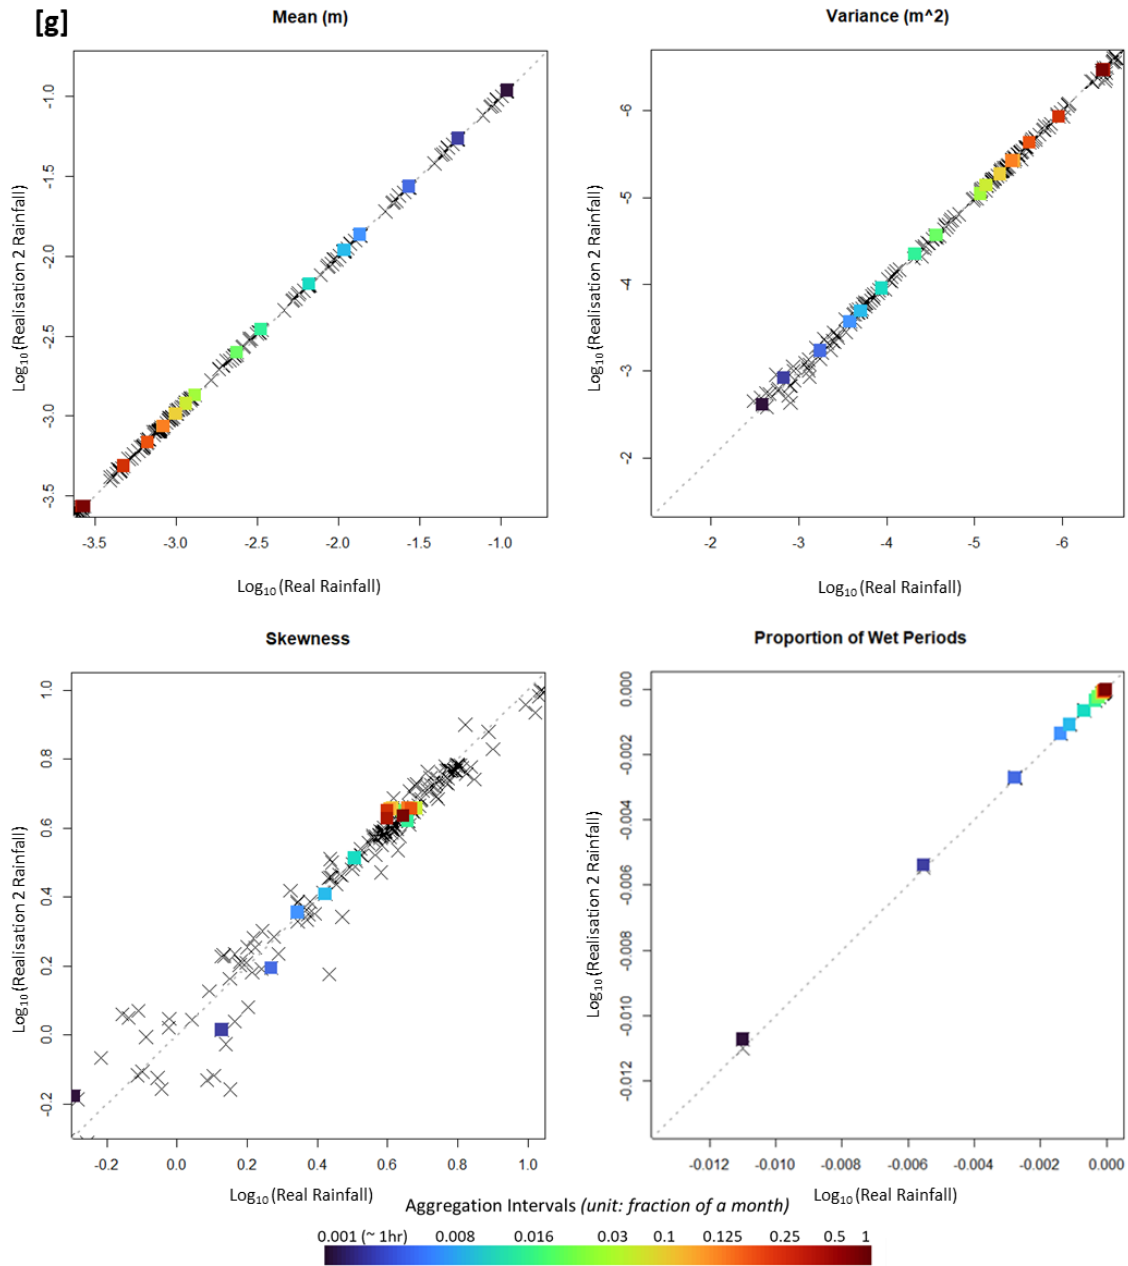 [g]
Mean (m)
Variance (m^2)
Log10 (Realisation 2 Rainfall)
-1.0
-1.5
-2.0
-2.5
-3.0
-3.5
-3.5 -3.0 -2.5 -2.0 -1.5 -1.0
Log10 (Real Rainfall)
Log10 (Realisation 2 Rainfall)
-6
-5
-4
-3
-2
-2 -3 -4 -5 -6
Log10 (Real Rainfall)
Skewness
Proportion of Wet Periods
Log10 (Realisation 2 Rainfall)
1.0
0.8
0.6
0.4
0.2
0.0
-0.2
-0.2 0.0 0.2 0.4 0.6 0.8 1.0
Log10 (Real Rainfall)
Log10 (Realisation 2 Rainfall)
0.000
-0.002
-0.004
-0.006
-0.008
-0.010
-0.012
-0.012 -0.010 -0.008 -0.006 -0.004 -0.002 0.000
Log10 (Real Rainfall)
Aggregation Intervals (unit: fraction of a month)
0.001 (~ 1hr) 0.008 0.016 0.03 0.1 0.125 0.25 0.5 1